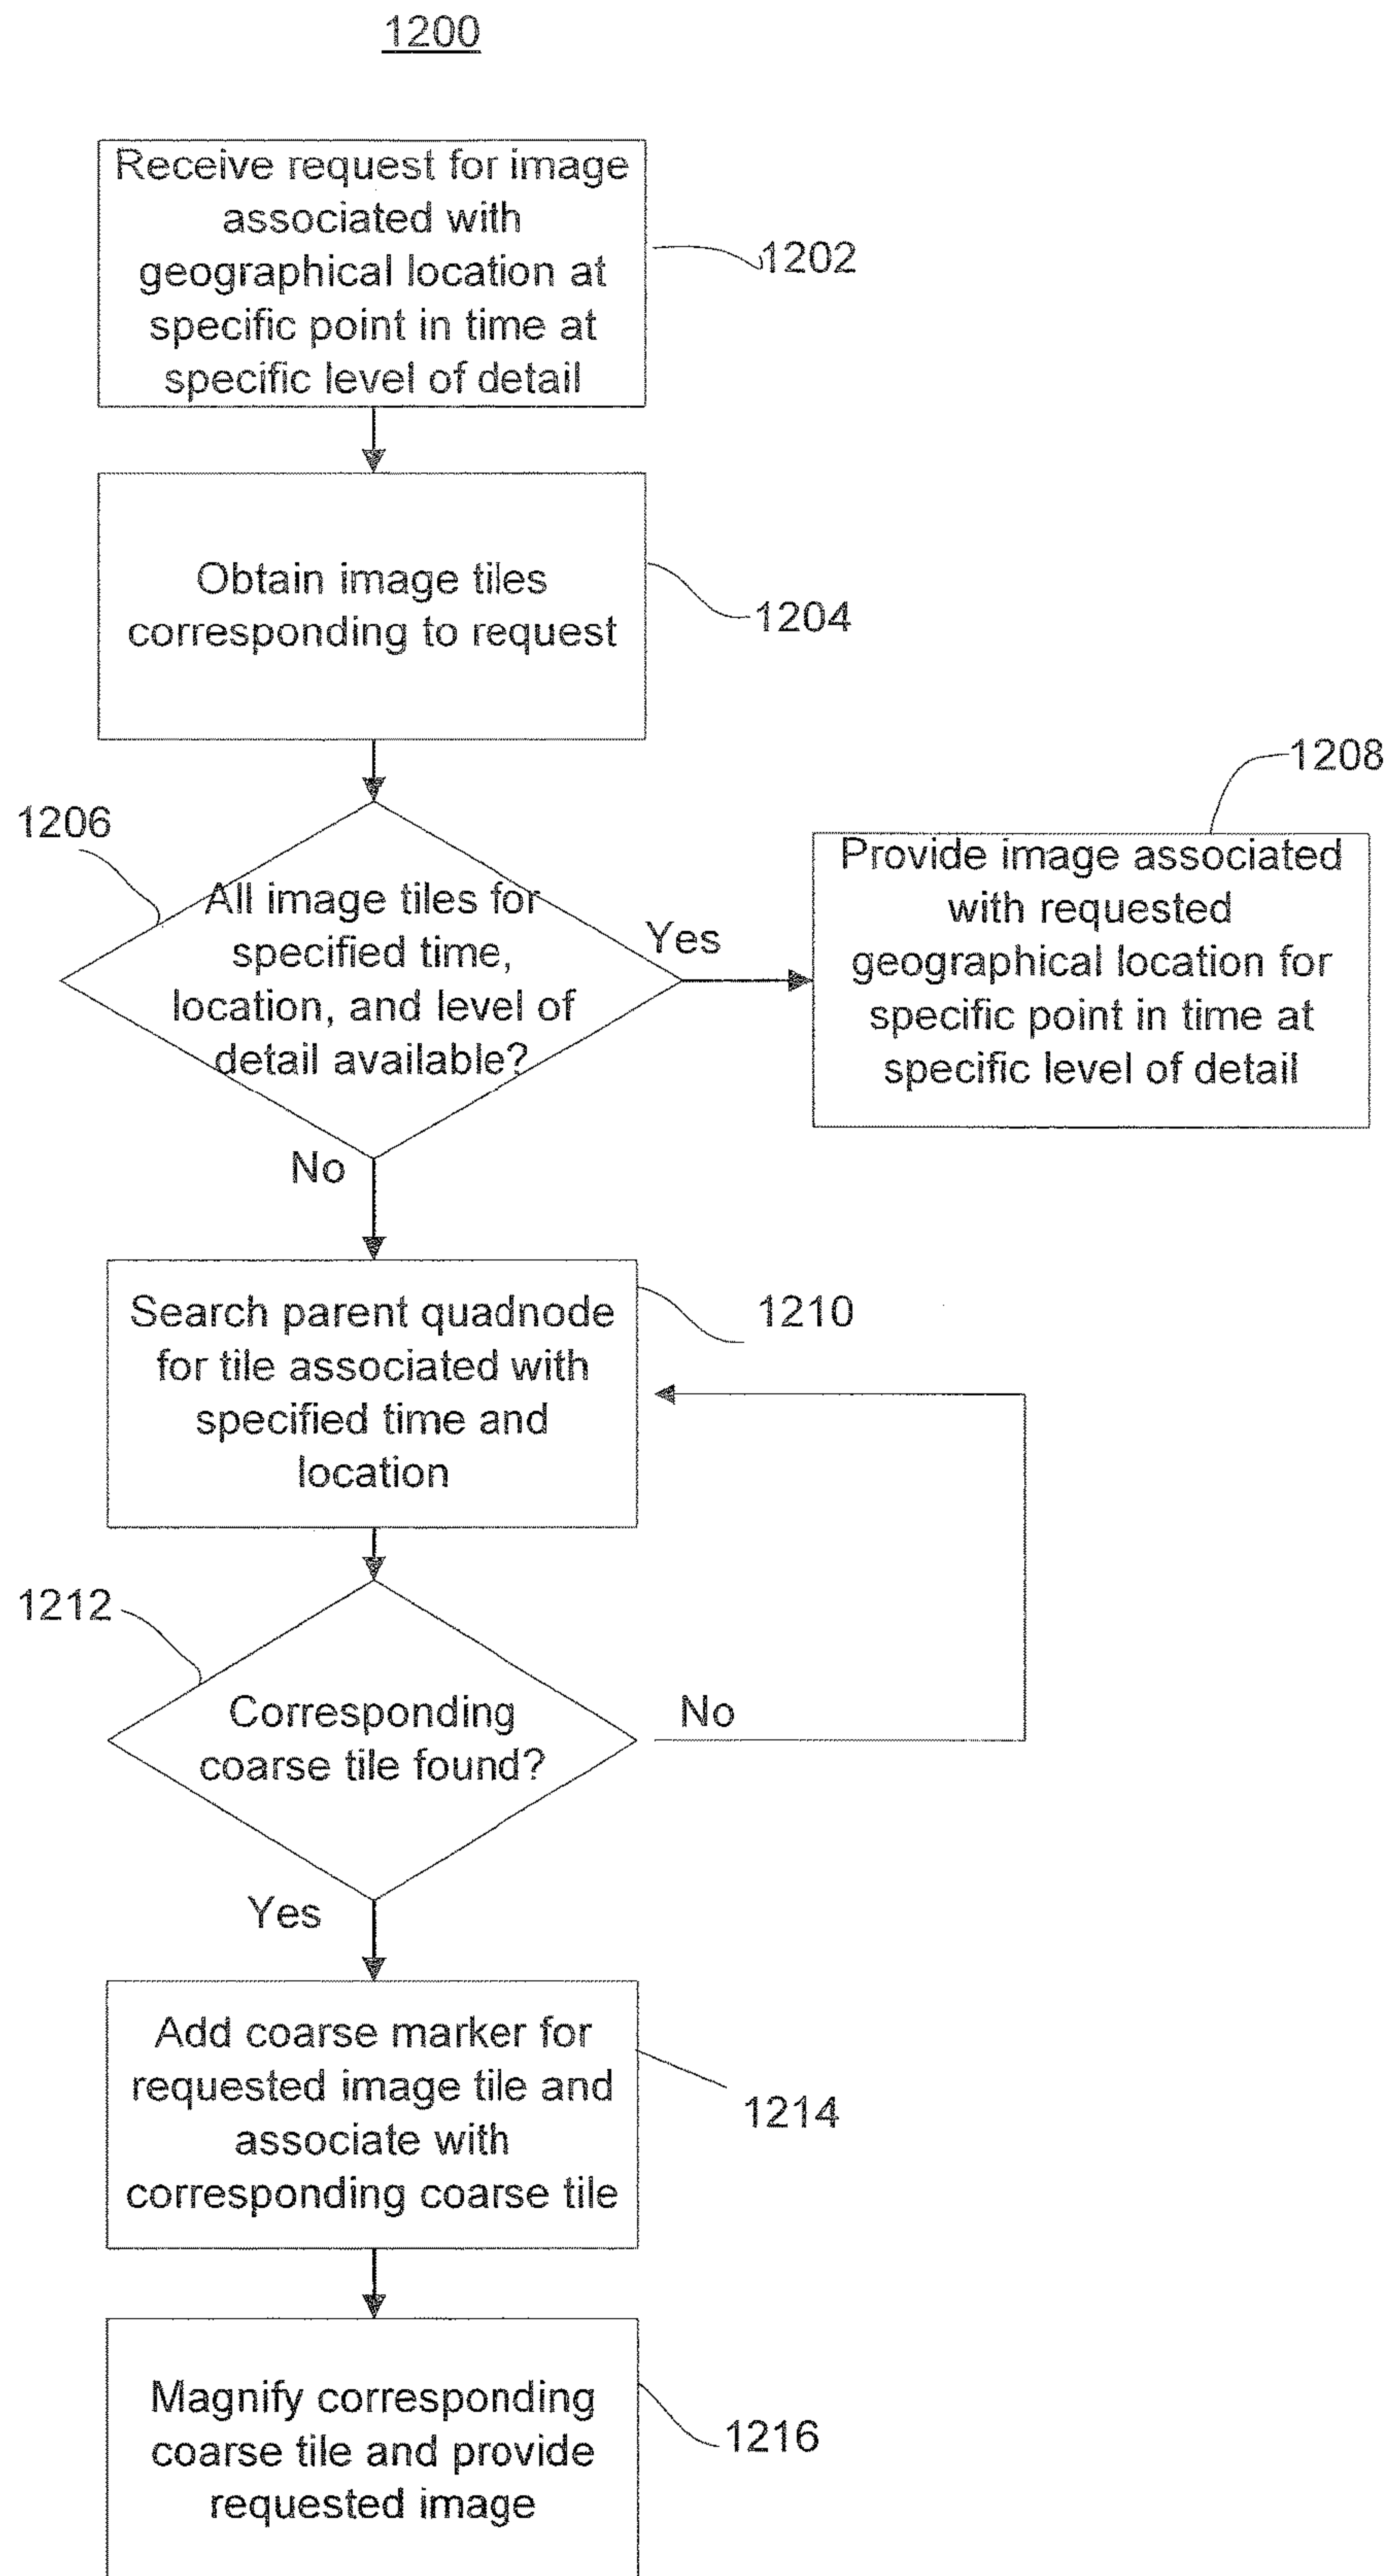 1200
Receive request for image
associated with
geographical location at
specific point in time at
specific level of detail
1202
Obtain image tiles
corresponding to request
1204
1206
All image tiles for
specified time,
location, and level of
detail available?
Yes
1208
Provide image associated
with requested
geographical location for
specific point in time at
specific level of detail
No
Search parent quadnode
for tile associated with
specified time and
location
1210
1212
Corresponding
coarse tile found?
No
Yes
Add coarse marker for
requested image tile and
associate with
corresponding coarse tile
1214
Magnify corresponding
coarse tile and provide
requested image
1216